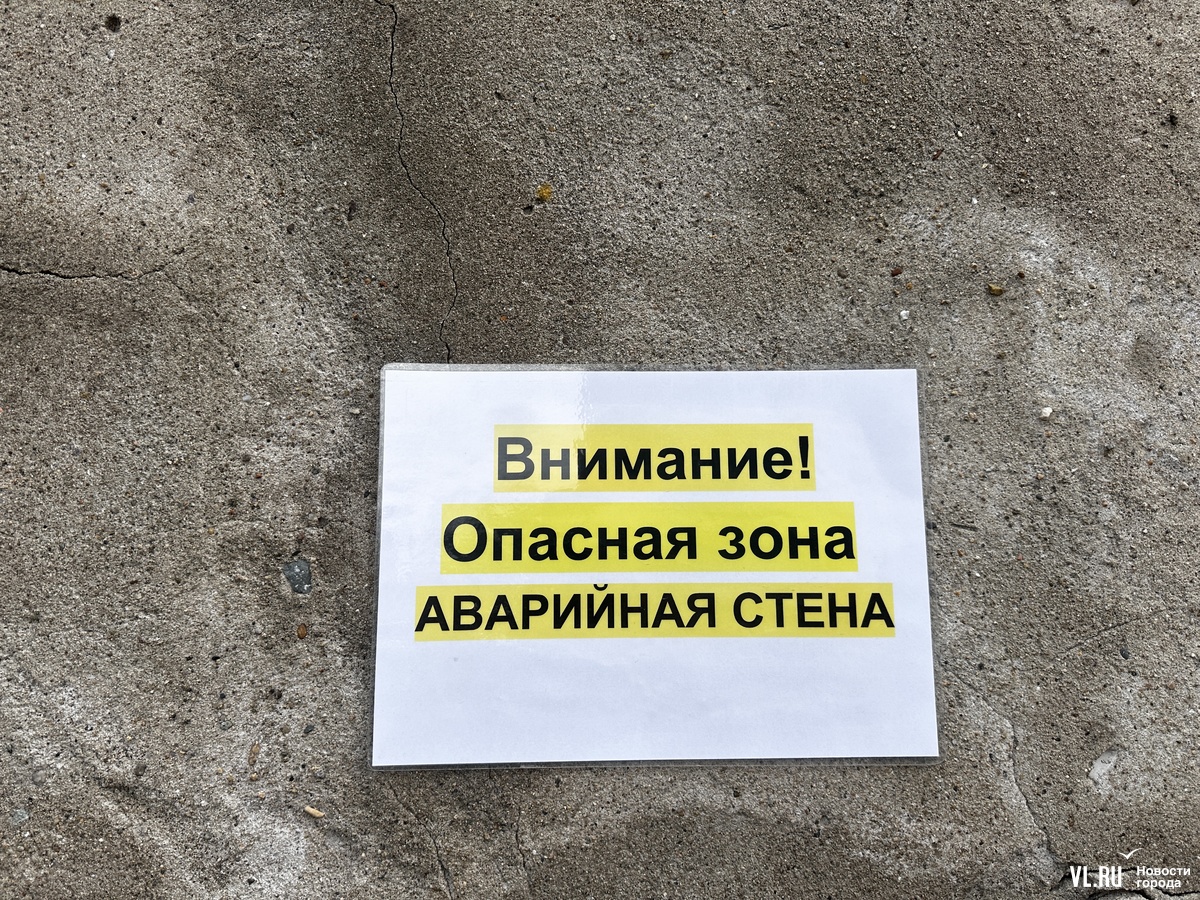 Внимание!
Опасная зона
АВАРИЙНАЯ СТЕНА
VL.RU Новости
города